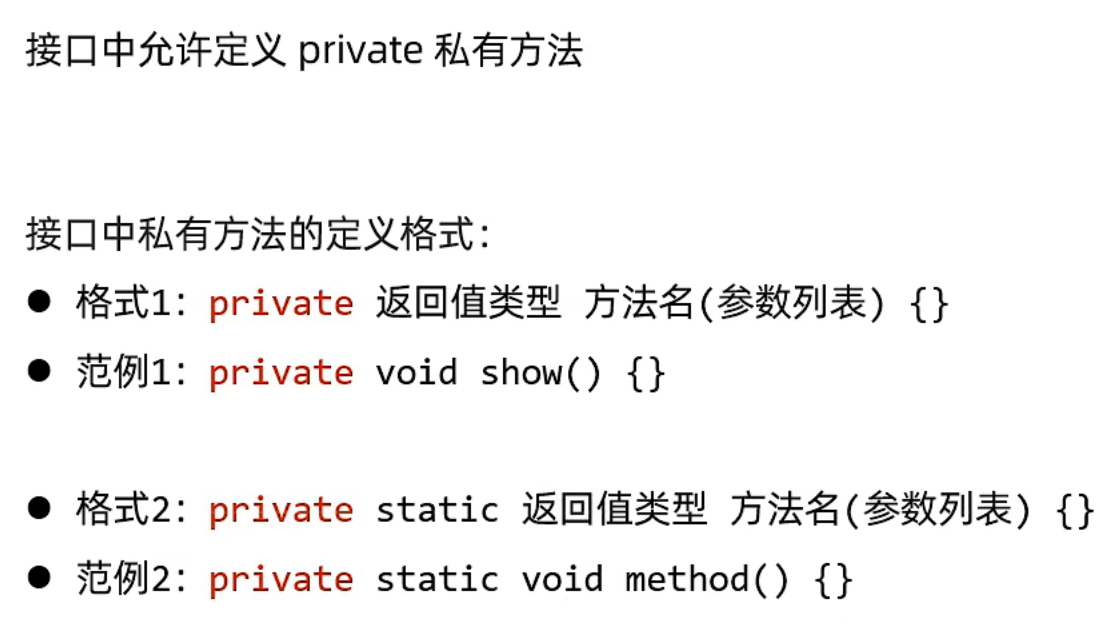 接口中允许定义 private 私有方法
接口中私有方法的定义格式：
● 格式1：private 返回值类型 方法名(参数列表) {}
● 范例1：private void show() {}
● 格式2：private static 返回值类型 方法名(参数列表) {}
● 范例2：private static void method() {}